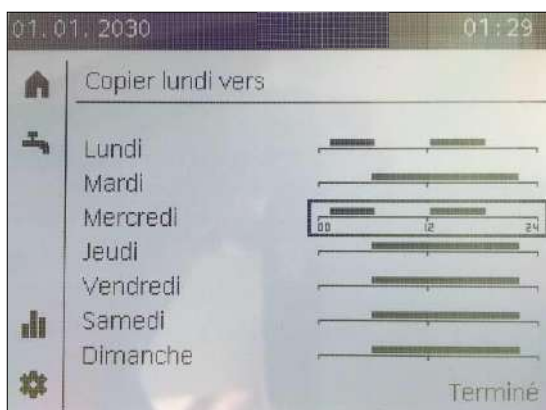 01.01.2030 01:29
Copier lundi vers
Lundi
Mardi
Mercredi
00 12 24
Jeudi
Vendredi
Samedi
Dimanche
Terminé